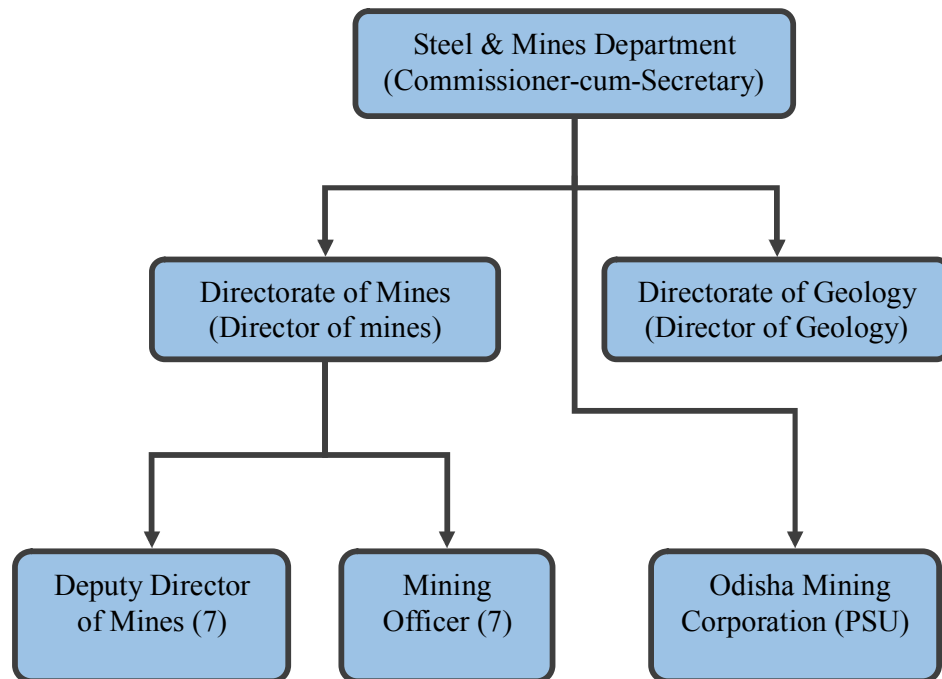 Steel & Mines Department
(Commissioner-cum-Secretary)
Directorate of Mines
(Director of mines)
Directorate of Geology
(Director of Geology)
Deputy Director
of Mines (7)
Mining
Officer (7)
Odisha Mining
Corporation (PSU)